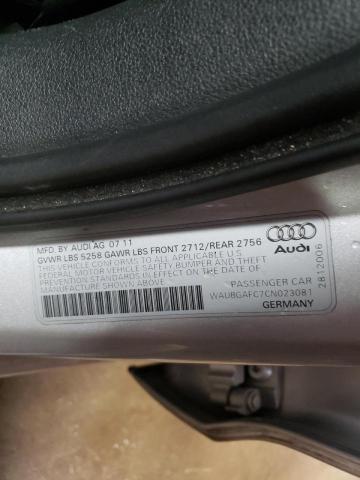 MFD. BY AUDI AG 07 11
GVWR LBS 5258 GAWR LBS FRONT 2712/REAR 2756
THIS VEHICLE CONFORMS TO ALL APPLICABLE U.S.
FEDERAL MOTOR VEHICLE SAFETY BUMPER AND THEFT
PREVENTION STANDARDS IN EFFECT ON THE DATE OF
MANUFACTURE SHOWN ABOVE.
Audi
2812006
PASSENGER CAR
WAUBGAFC7CN023081
GERMANY